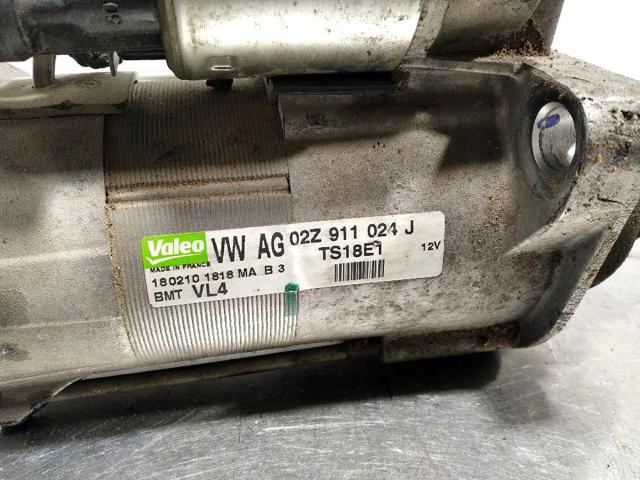 Valeo VW AG 02Z 911 024 J
MADE IN FRANCE TS18E1 12V
180210 1818 MA B 3
BMT VL4